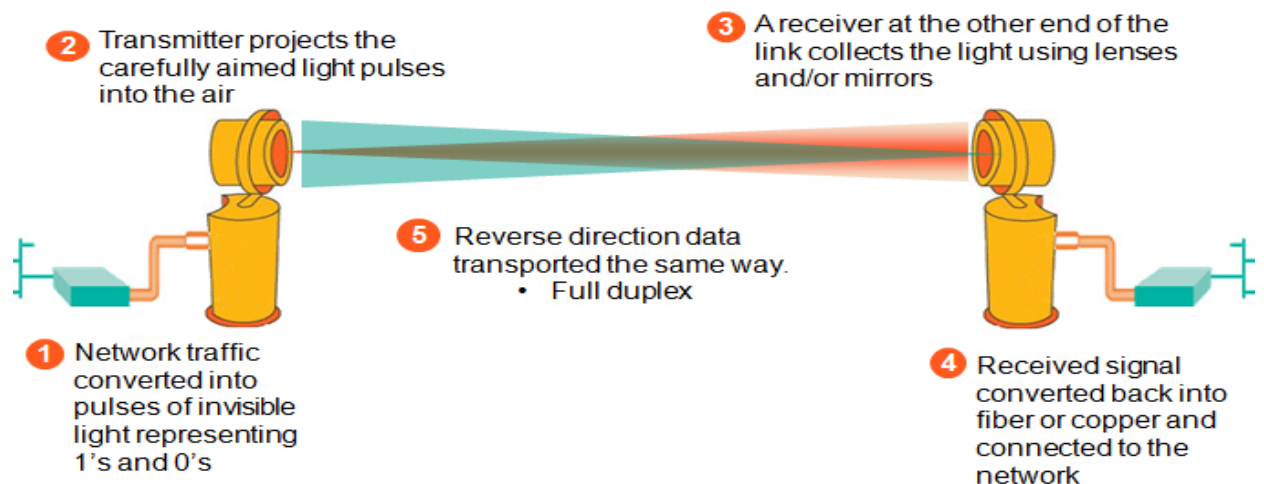 2 Transmitter projects the
carefully aimed light pulses
into the air
3 A receiver at the other end of the
link collects the light using lenses
and/or mirrors
5 Reverse direction data
transported the same way.
• Full duplex
1 Network traffic
converted into
pulses of invisible
light representing
1's and 0's
4 Received signal
converted back into
fiber or copper and
connected to the
network